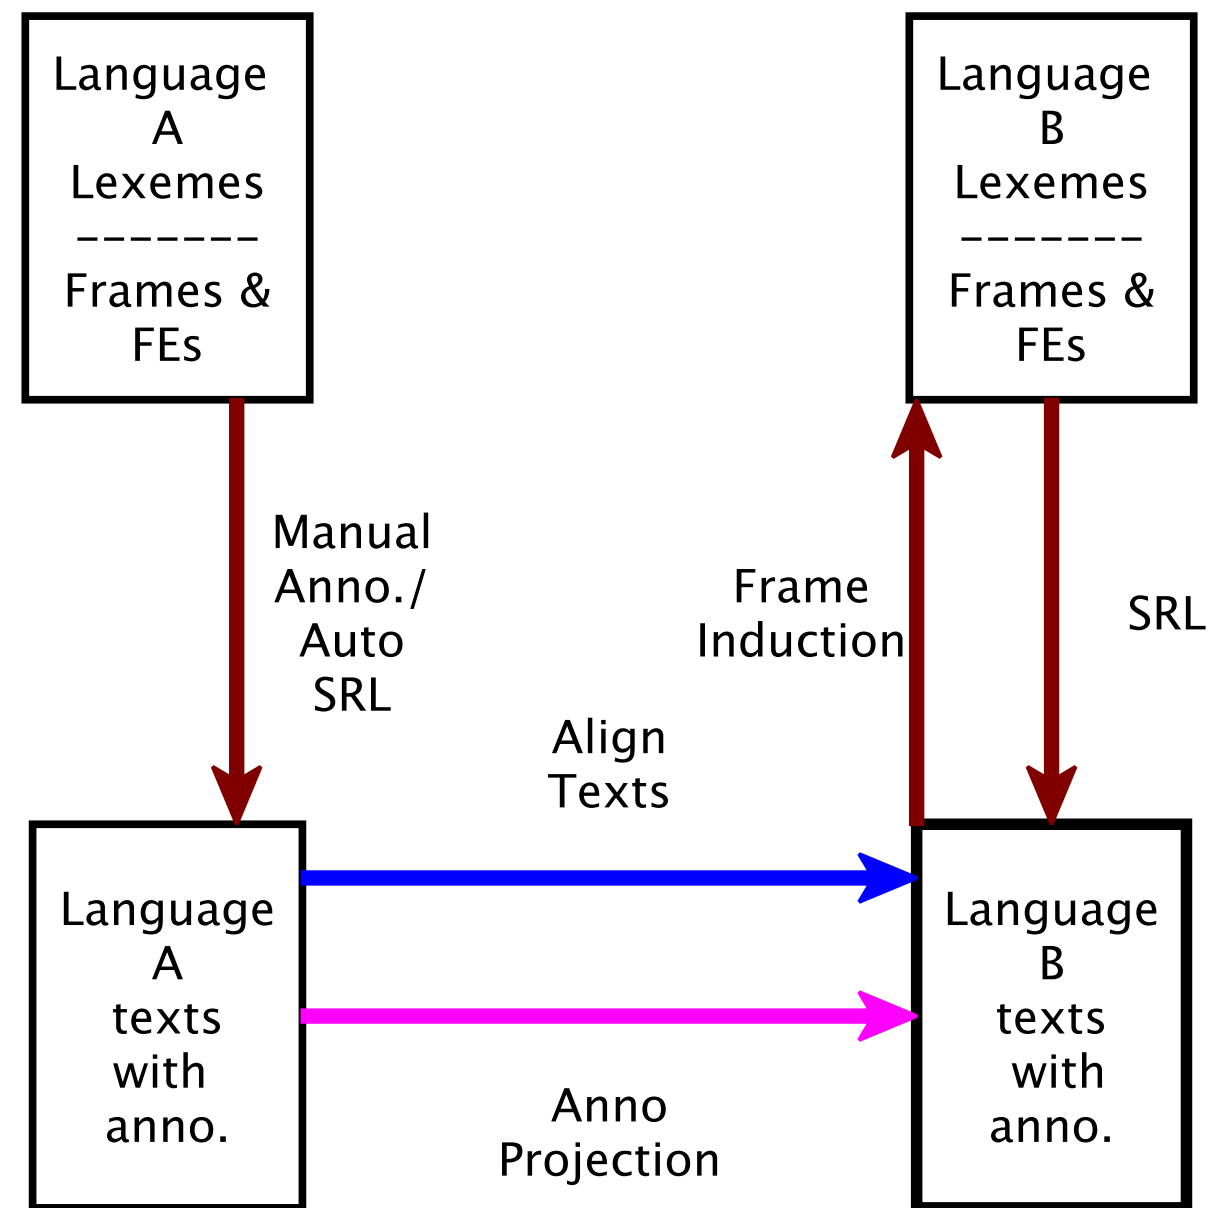 Language
A
Lexemes
-------
Frames &
FEs
Language
B
Lexemes
-------
Frames &
FEs
Manual
Anno./
Auto
SRL
Frame
Induction
SRL
Align
Texts
Language
A
texts
with
anno.
Language
B
texts
with
anno.
Anno
Projection